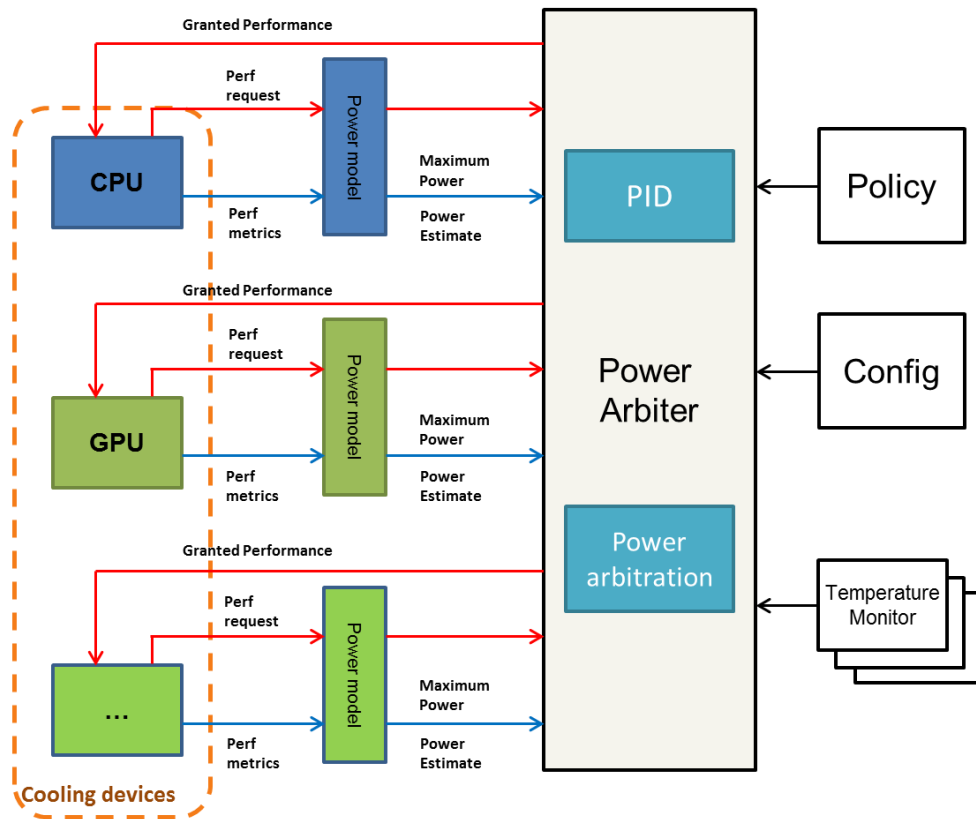 Granted Performance
Perf
request
Power model
CPU
Maximum
Power
Perf
metrics
Power
Estimate
PID
Policy
Granted Performance
Perf
request
Power model
GPU
Maximum
Power
Perf
metrics
Power
Estimate
Power
Arbiter
Config
Granted Performance
Perf
request
Power model
...
Maximum
Power
Perf
metrics
Power
Estimate
Power
arbitration
Temperature
Monitor
Cooling devices